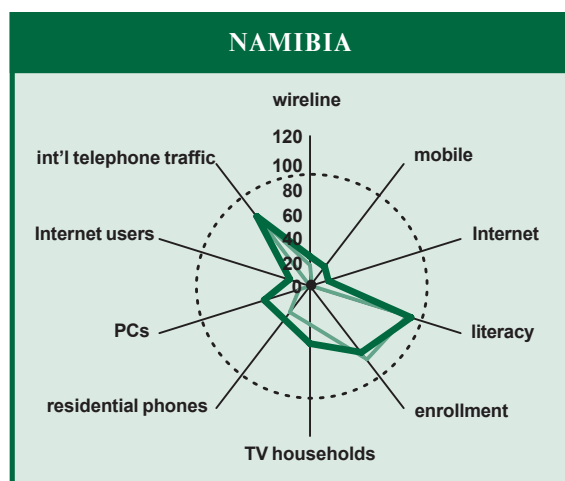 NAMIBIA
wireline
120
100
80
60
40
20
0
mobile
Internet
literacy
enrollment
TV households
residential phones
PCs
Internet users
int'l telephone traffic